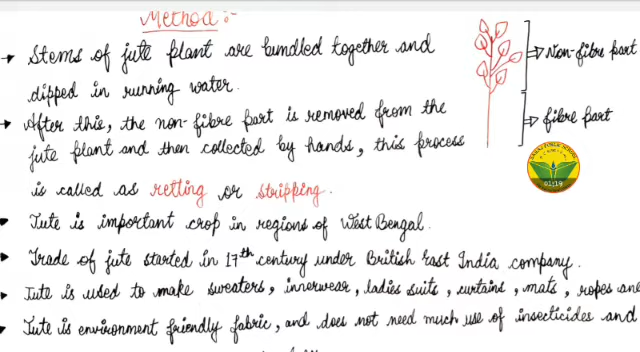 Method :-
→ Stems of jute plant are bundled together and
dipped in running water.
→ After this, the non-fibre part is removed from the
jute plant and then collected by hands, this process
is called as retting or stripping.
Jute is important crop in regions of West Bengal.
Trade of jute started in 17th century under British East India company.
Jute is used to make sweaters, innerwear, ladies suits, curtains, mats, ropes and
Jute is environment friendly fabric, and does not need much use of insecticides and
→ Non-fibre part
→ fibre part
01:19